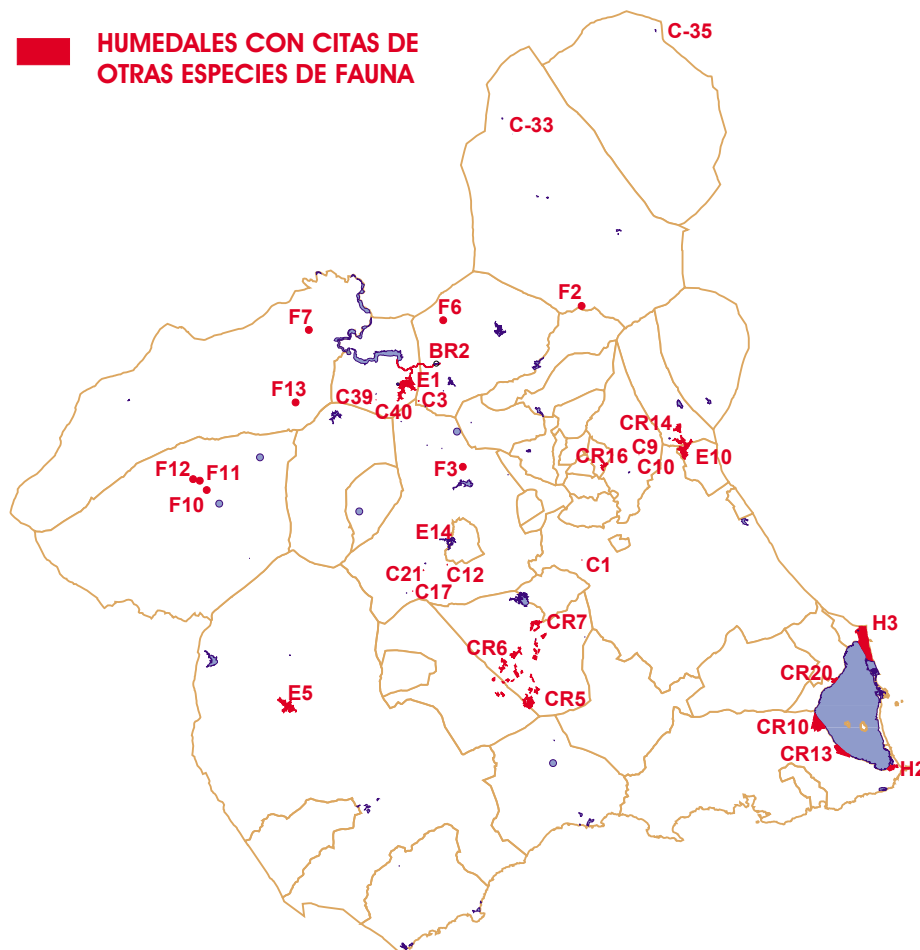 HUMEDALES CON CITAS DE
OTRAS ESPECIES DE FAUNA
C-35
C-33
F2
F6
F7
BR2
E1
C39
C3
C40
F13
CR14
C9
E10
CR16
C10
F3
F12
F11
F10
E14
C1
C21
C12
C17
CR7
H3
CR6
CR20
E5
CR5
CR10
CR13
H2